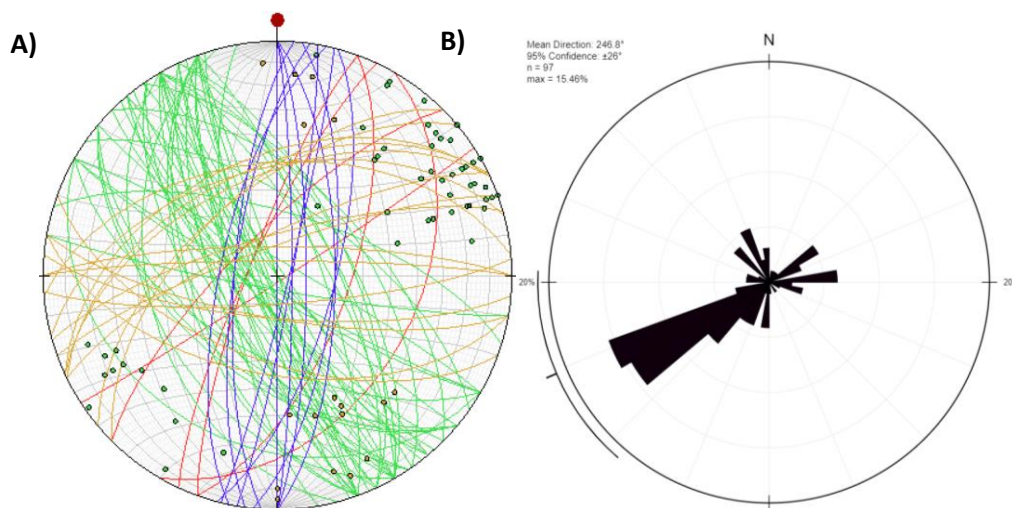 A)
B)
Mean Direction: 246.8°
95% Confidence: ±26°
n = 97
max = 15.46%
N
20%
20